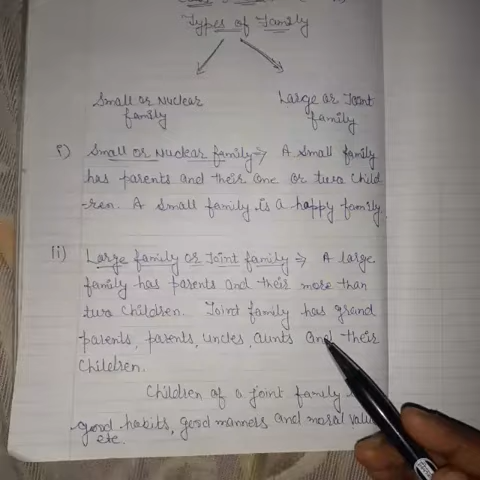 Types of Family
Small or Nuclear
family
Large or Joint
family
i) Small or Nuclear family => A small family
has parents and their one or two child
-ren. A small family is a happy family
ii) Large family or Joint family => A large
family has parents and their more than
two children. Joint family has grand
parents, parents, uncles, aunts and their
children.
Children of a joint family
good habits, good manners and moral value
etc.